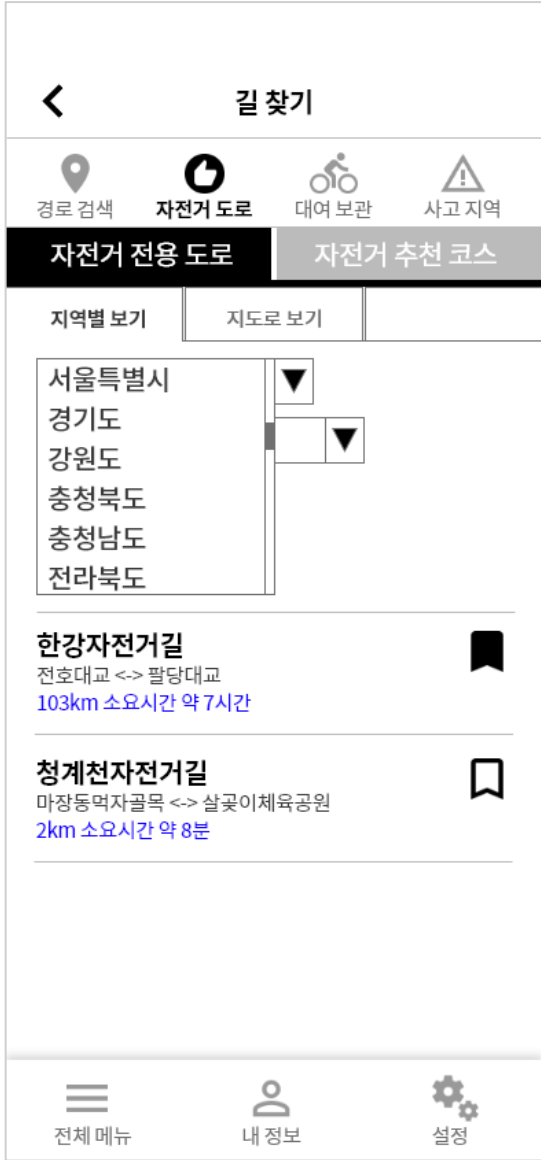 길 찾기
경로 검색
자전거 도로
대여 보관
사고 지역
자전거 전용 도로
자전거 추천 코스
지역별 보기
지도로 보기
서울특별시
경기도
강원도
충청북도
충청남도
전라북도
한강자전거길
전호대교 <-> 팔당대교
103km 소요시간 약 7시간
청계천자전거길
마장동먹자골목 <-> 살곶이체육공원
2km 소요시간 약 8분
전체 메뉴
내 정보
설정